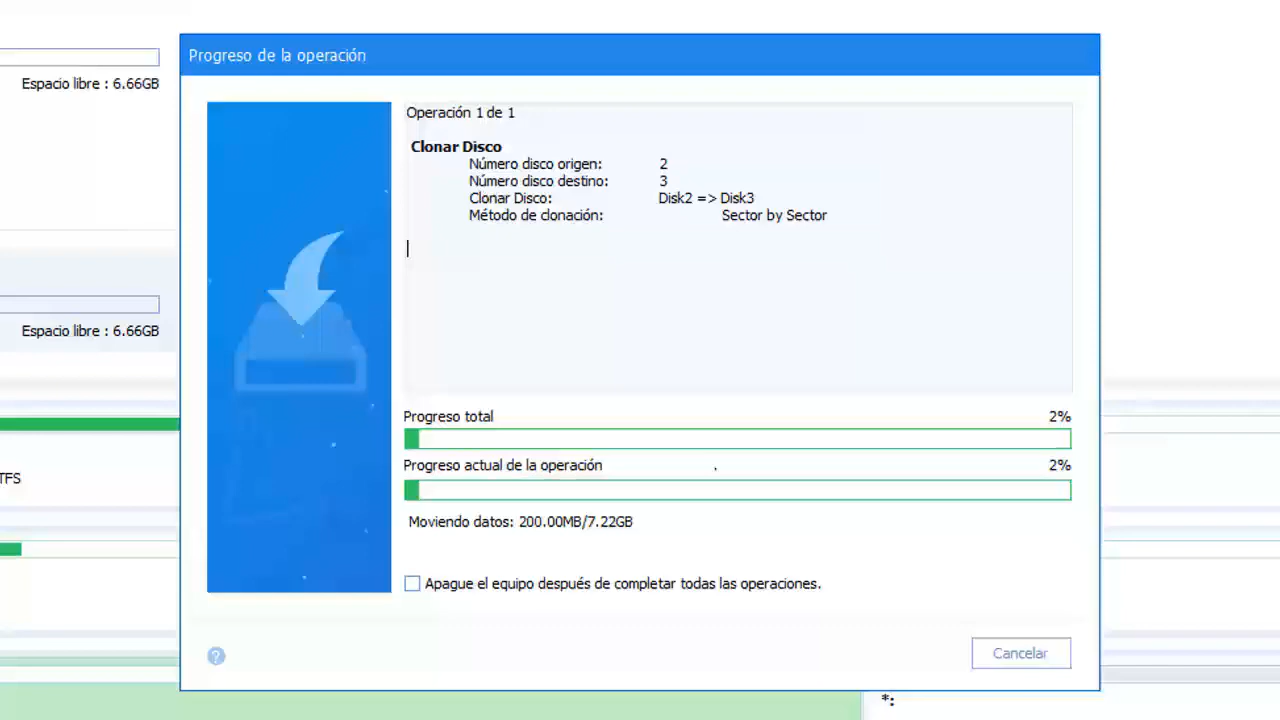 Progreso de la operación
Espacio libre : 6.66GB
Operación 1 de 1
Clonar Disco
Número disco origen: 2
Número disco destino: 3
Clonar Disco: Disk2 => Disk3
Método de clonación: Sector by Sector
Espacio libre : 6.66GB
Progreso total 2%
Progreso actual de la operación 2%
TFS
Moviendo datos: 200.00MB/7.22GB
Apague el equipo después de completar todas las operaciones.
?
Cancelar
*: